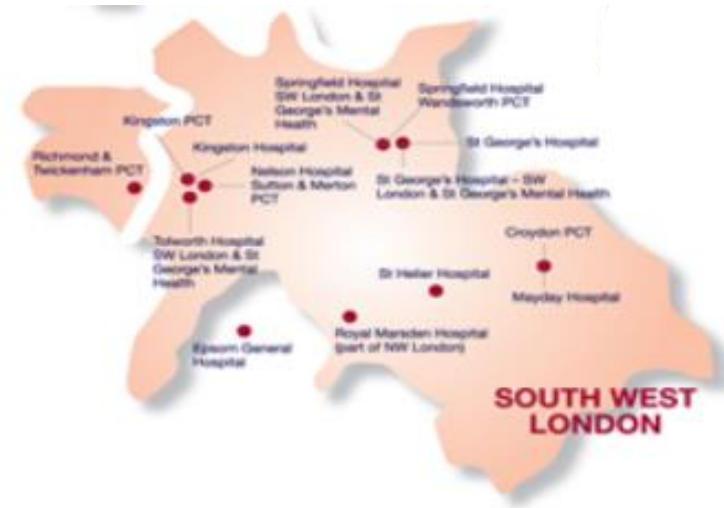 Springfield Hospital
SW London & St
George's Mental
Health
Springfield Hospital
Wandsworth PCT
Kingston PCT
Kingston Hospital
St George's Hospital
Richmond &
Twickenham PCT
Nelson Hospital
Sutton & Merton
PCT
St George's Hospital – SW
London & St George's Mental Health
Tolworth Hospital
SW London & St
George's Mental
Health
Croydon PCT
St Helier Hospital
Mayday Hospital
Epsom General
Hospital
Royal Marsden Hospital
(part of NW London)
SOUTH WEST
LONDON